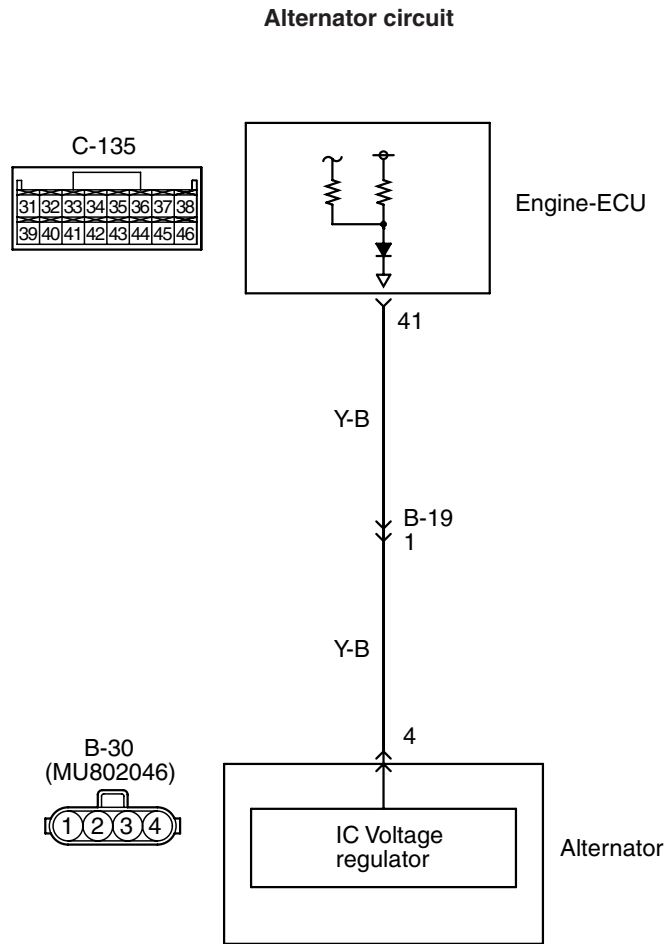 Alternator circuit
C-135
31 32 33 34 35 36 37 38
39 40 41 42 43 44 45 46
Engine-ECU
41
Y-B
B-19
1
Y-B
4
B-30
(MU802046)
1 2 3 4
IC Voltage
regulator
Alternator